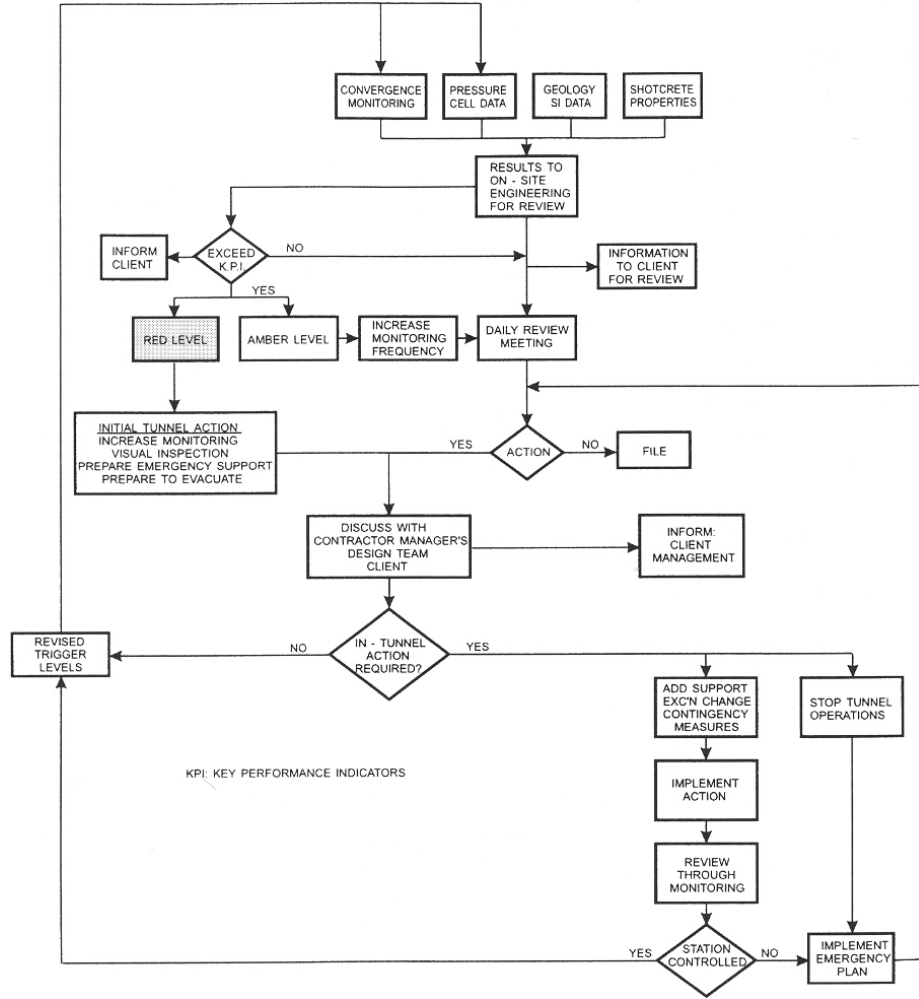 CONVERGENCE
MONITORING
PRESSURE
CELL DATA
GEOLOGY
SI DATA
SHOTCRETE
PROPERTIES
RESULTS TO
ON - SITE
ENGINEERING
FOR REVIEW
INFORM
CLIENT
EXCEED
K.P.I.
NO
INFORMATION
TO CLIENT
FOR REVIEW
YES
RED LEVEL
AMBER LEVEL
INCREASE
MONITORING
FREQUENCY
DAILY REVIEW
MEETING
INITIAL TUNNEL ACTION
INCREASE MONITORING
VISUAL INSPECTION
PREPARE EMERGENCY SUPPORT
PREPARE TO EVACUATE
YES
ACTION
NO
FILE
DISCUSS WITH
CONTRACTOR MANAGER'S
DESIGN TEAM
CLIENT
INFORM:
CLIENT
MANAGEMENT
REVISED
TRIGGER
LEVELS
NO
IN - TUNNEL
ACTION
REQUIRED?
YES
ADD SUPPORT
EXC'N CHANGE
CONTINGENCY
MEASURES
STOP TUNNEL
OPERATIONS
KPI: KEY PERFORMANCE INDICATORS
IMPLEMENT
ACTION
REVIEW
THROUGH
MONITORING
YES
STATION
CONTROLLED
NO
IMPLEMENT
EMERGENCY
PLAN